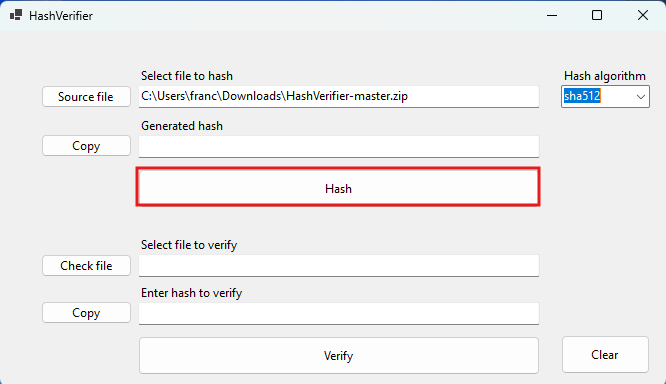 HashVerifier
Select file to hash
Hash algorithm
Source file
C:\Users\franc\Downloads\HashVerifier-master.zip
sha512
Generated hash
Copy
Hash
Select file to verify
Check file
Enter hash to verify
Copy
Verify
Clear